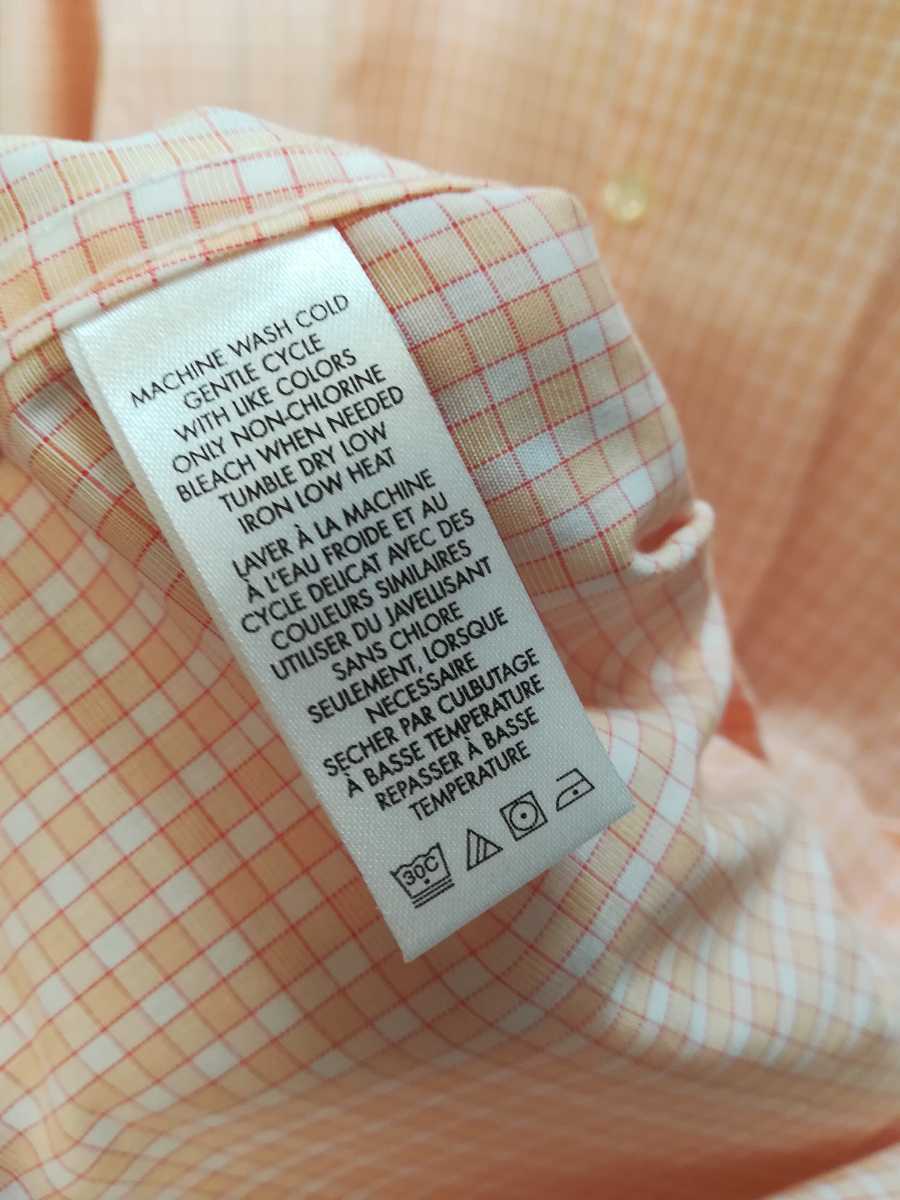 MACHINE WASH COLD
GENTLE CYCLE
WITH LIKE COLORS
ONLY NON-CHLORINE
BLEACH WHEN NEEDED
TUMBLE DRY LOW
IRON LOW HEAT
LAVER À LA MACHINE
À L'EAU FROIDE ET AU
CYCLE DELICAT AVEC DES
COULEURS SIMILAIRES
UTILISER DU JAVELLISANT
SANS CHLORE
SEULEMENT, LORSQUE
NECESSAIRE
SECHER PAR CULBUTAGE
À BASSE TEMPERATURE
REPASSER À BASSE
TEMPERATURE
30C